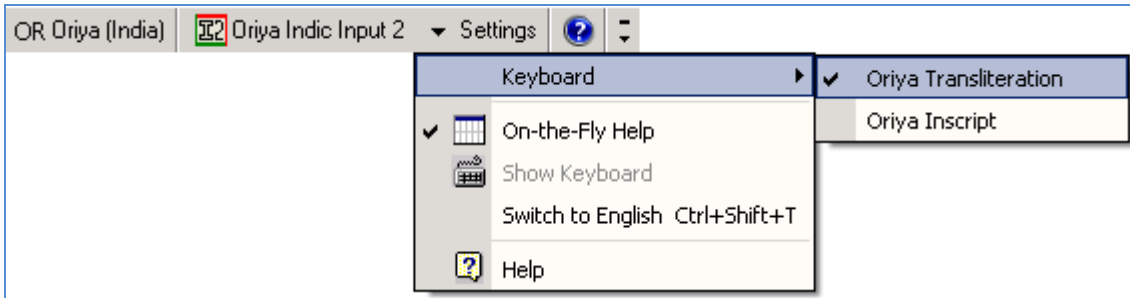 OR Oriya (India) I2 Oriya Indic Input 2 Settings ?
Keyboard
On-the-Fly Help
Show Keyboard
Switch to English Ctrl+Shift+T
? Help
Oriya Transliteration
Oriya Inscript